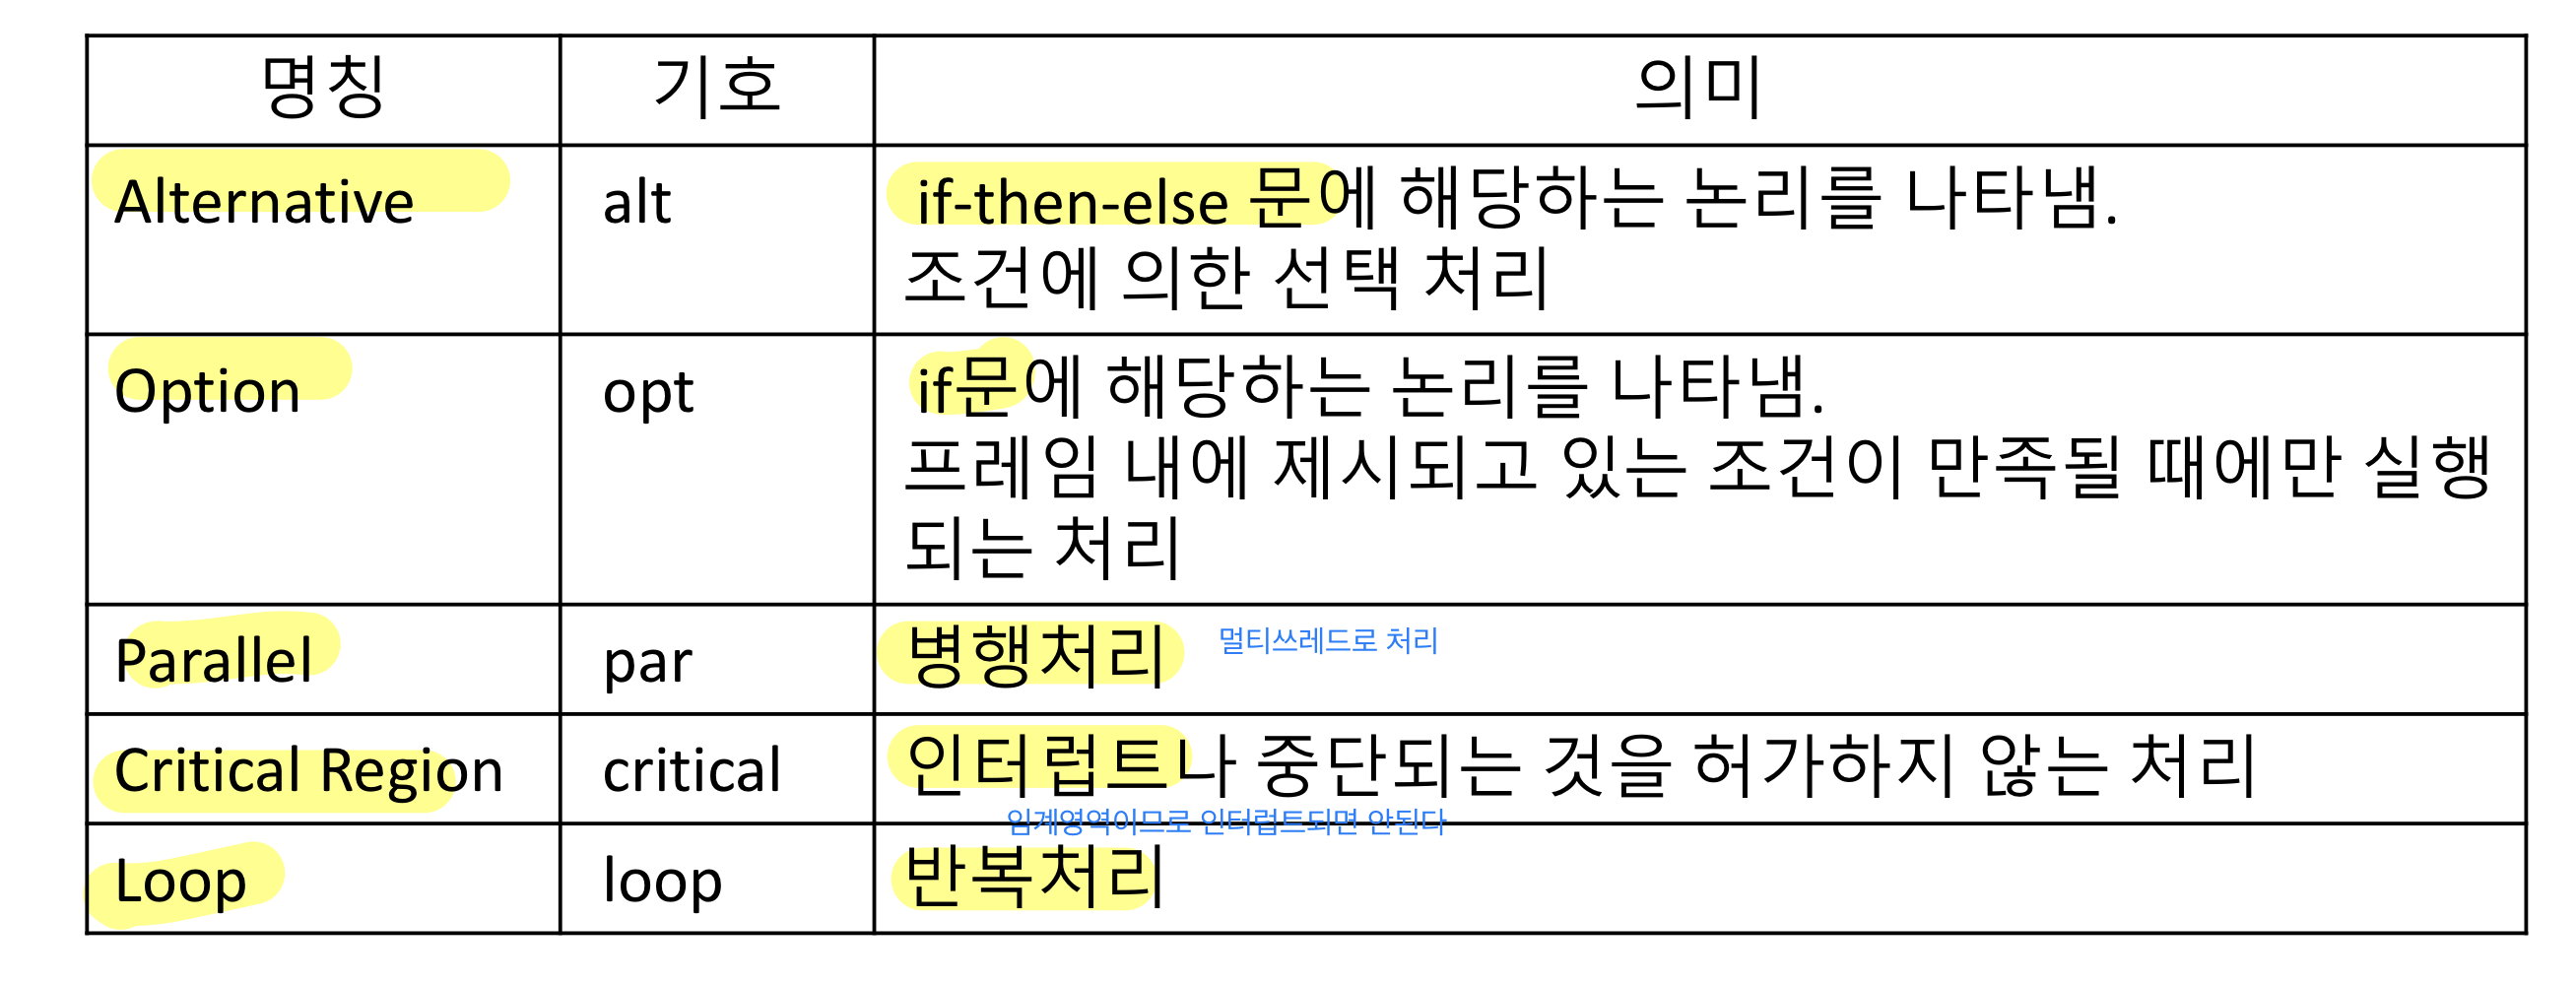 명칭 기호 의미
Alternative alt if-then-else 문에 해당하는 논리를 나타냄.
조건에 의한 선택 처리
Option opt if문에 해당하는 논리를 나타냄.
프레임 내에 제시되고 있는 조건이 만족될 때에만 실행
되는 처리
Parallel par 병행처리 멀티쓰레드로 처리
Critical Region critical 인터럽트나 중단되는 것을 허가하지 않는 처리
임계영역이므로 인터럽트되면 안된다
Loop loop 반복처리